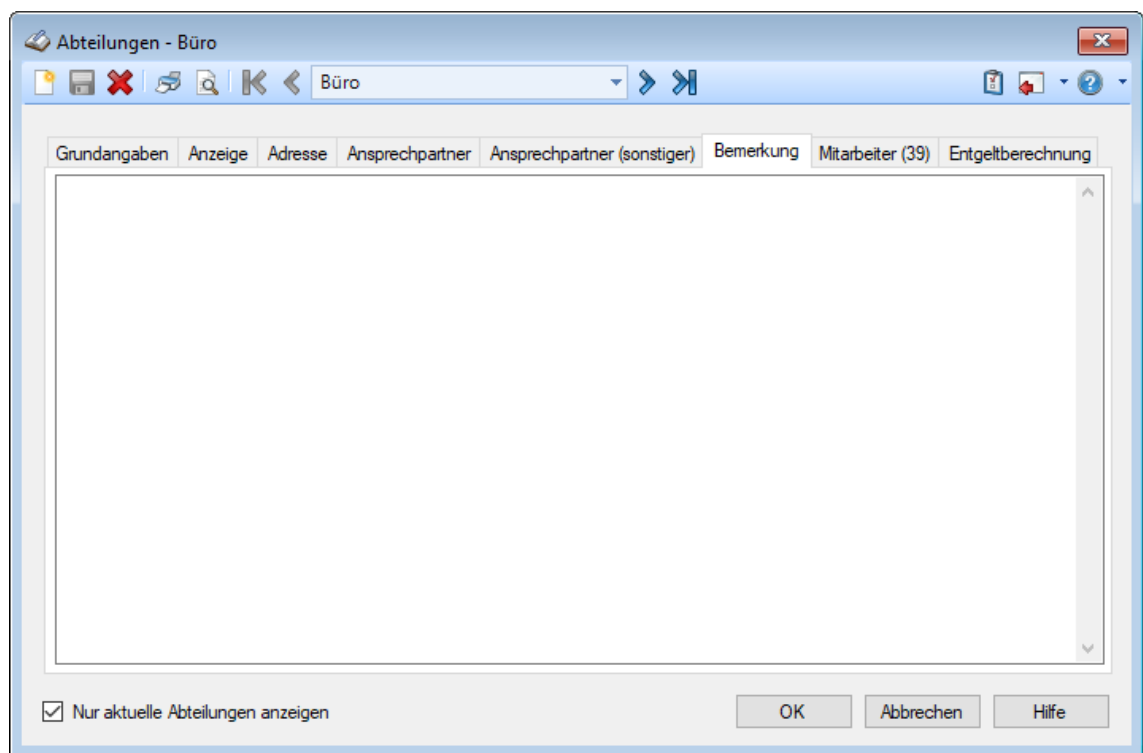 Abteilungen - Büro
Büro
Grundangaben Anzeige Adresse Ansprechpartner Ansprechpartner (sonstiger) Bemerkung Mitarbeiter (39) Entgeltberechnung
Nur aktuelle Abteilungen anzeigen OK Abbrechen Hilfe